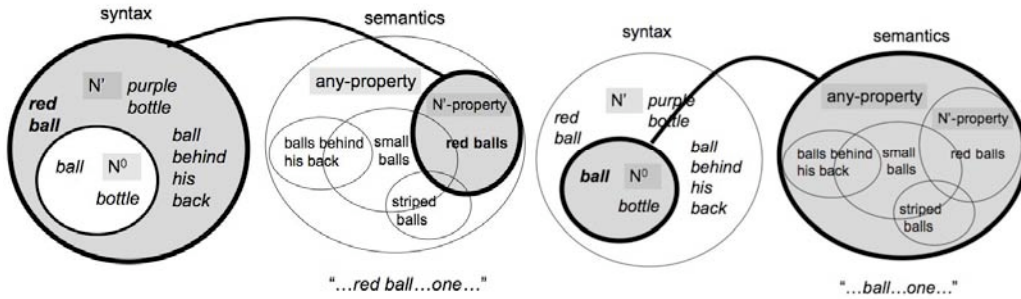 syntax
semantics
N'
purple
bottle
red
ball
ball
N⁰
bottle
ball
behind
his
back
any-property
N'-property
balls behind
his back
small
balls
red balls
striped
balls
"...red ball...one..."
syntax
semantics
N'
purple
bottle
red
ball
ball
N⁰
bottle
ball
behind
his
back
any-property
N'-property
balls behind
his back
small
balls
red balls
striped
balls
"...ball...one..."